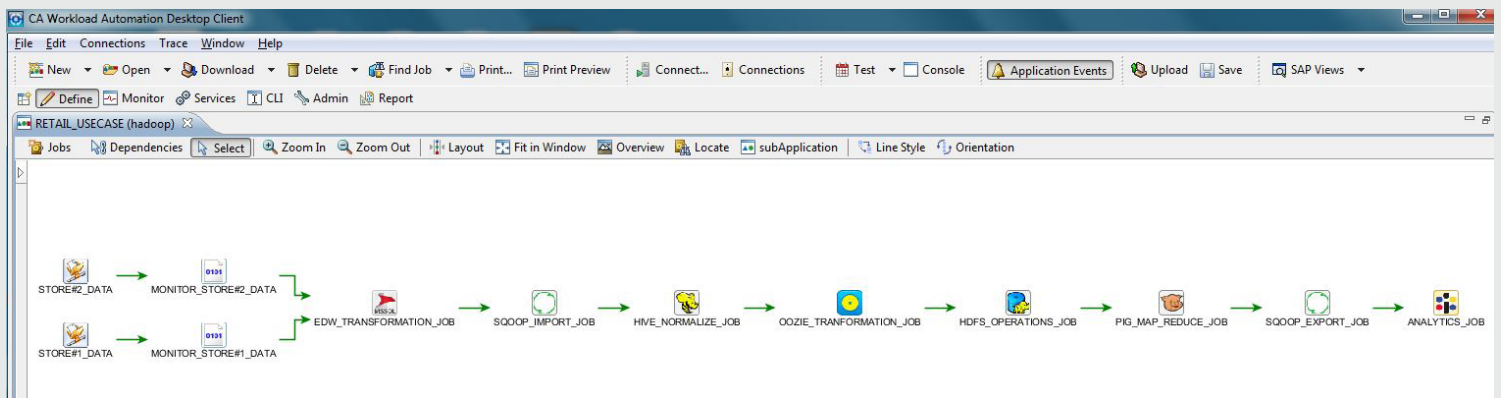 CA Workload Automation Desktop Client
File Edit Connections Trace Window Help
New Open Download Delete Find Job Print... Print Preview Connect... Connections Test Console Application Events Upload Save SAP Views
Define Monitor Services CLI Admin Report
RETAIL_USECASE (hadoop)
Jobs Dependencies Select Zoom In Zoom Out Layout Fit in Window Overview Locate subApplication Line Style Orientation
0101
STORE#2_DATA MONITOR_STORE#2_DATA
MSSQL
EDW_TRANSFORMATION_JOB SQOOP_IMPORT_JOB HIVE_NORMALIZE_JOB OOZIE_TRANFORMATION_JOB HDFS_OPERATIONS_JOB PIG_MAP_REDUCE_JOB SQOOP_EXPORT_JOB ANALYTICS_JOB
0101
STORE#1_DATA MONITOR_STORE#1_DATA